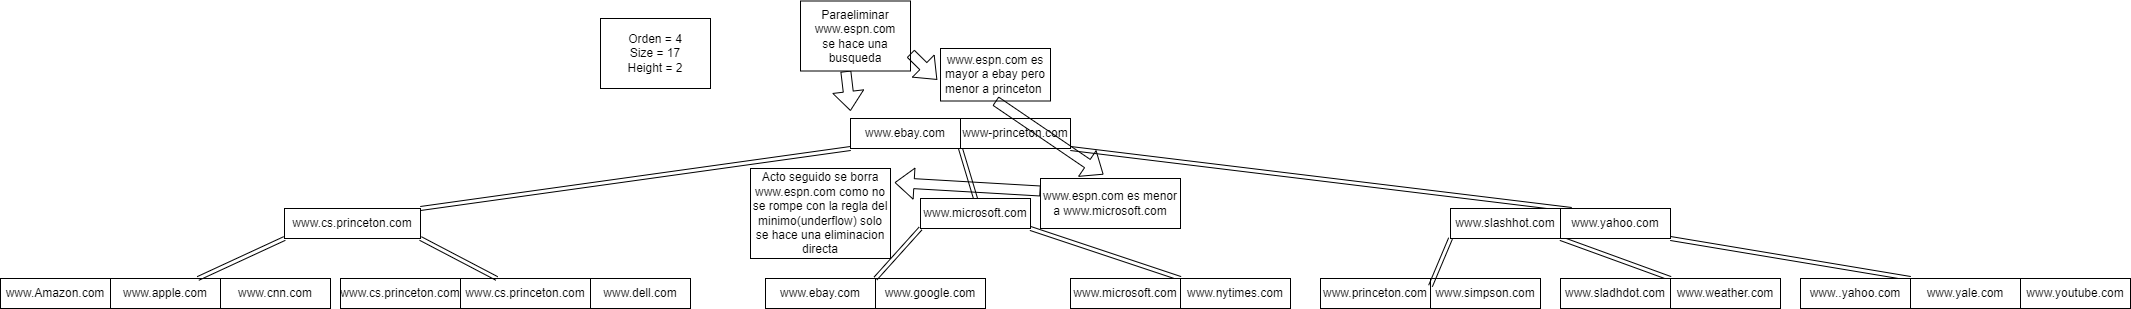 Orden = 4
Size = 17
Height = 2
Paraeliminar
www.espn.com
se hace una
busqueda
www.espn.com es
mayor a ebay pero
menor a princeton
www.ebay.com
www-princeton.com
Acto seguido se borra
www.espn.com como no
se rompe con la regla del
minimo(underflow) solo
se hace una eliminacion
directa
www.espn.com es menor
a www.microsoft.com
www.cs.princeton.com
www.microsoft.com
www.slashhot.com
www.yahoo.com
www.Amazon.com
www.apple.com
www.cnn.com
www.cs.princeton.com
www.cs.princeton.com
www.dell.com
www.ebay.com
www.google.com
www.microsoft.com
www.nytimes.com
www.princeton.com
www.simpson.com
www.sladhdot.com
www.weather.com
www..yahoo.com
www.yale.com
www.youtube.com